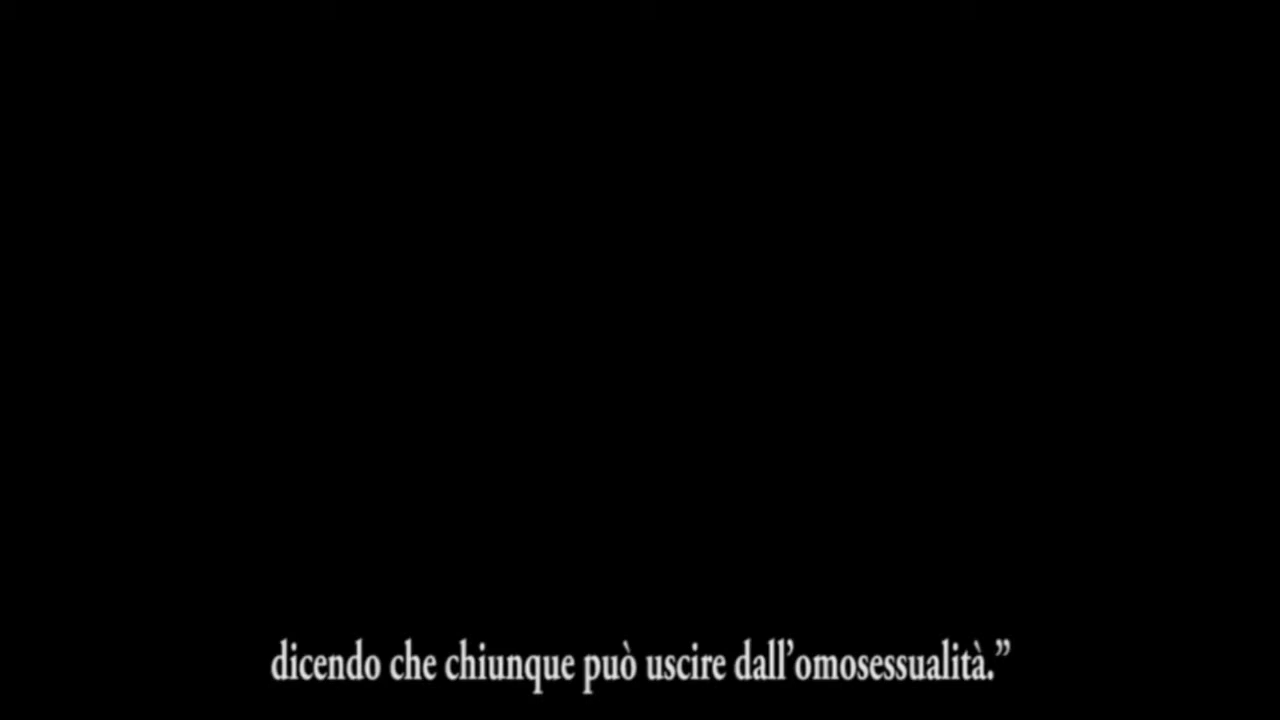 dicendo che chiunque può uscire dall’omosessualità.”